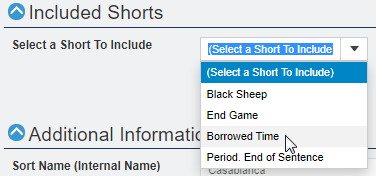 Included Shorts
Select a Short To Include
(Select a Short To Include
(Select a Short To Include)
Black Sheep
End Game
Borrowed Time
Period. End of Sentence
Additional Informatio
Sort Name (Internal Name)
Casablanca